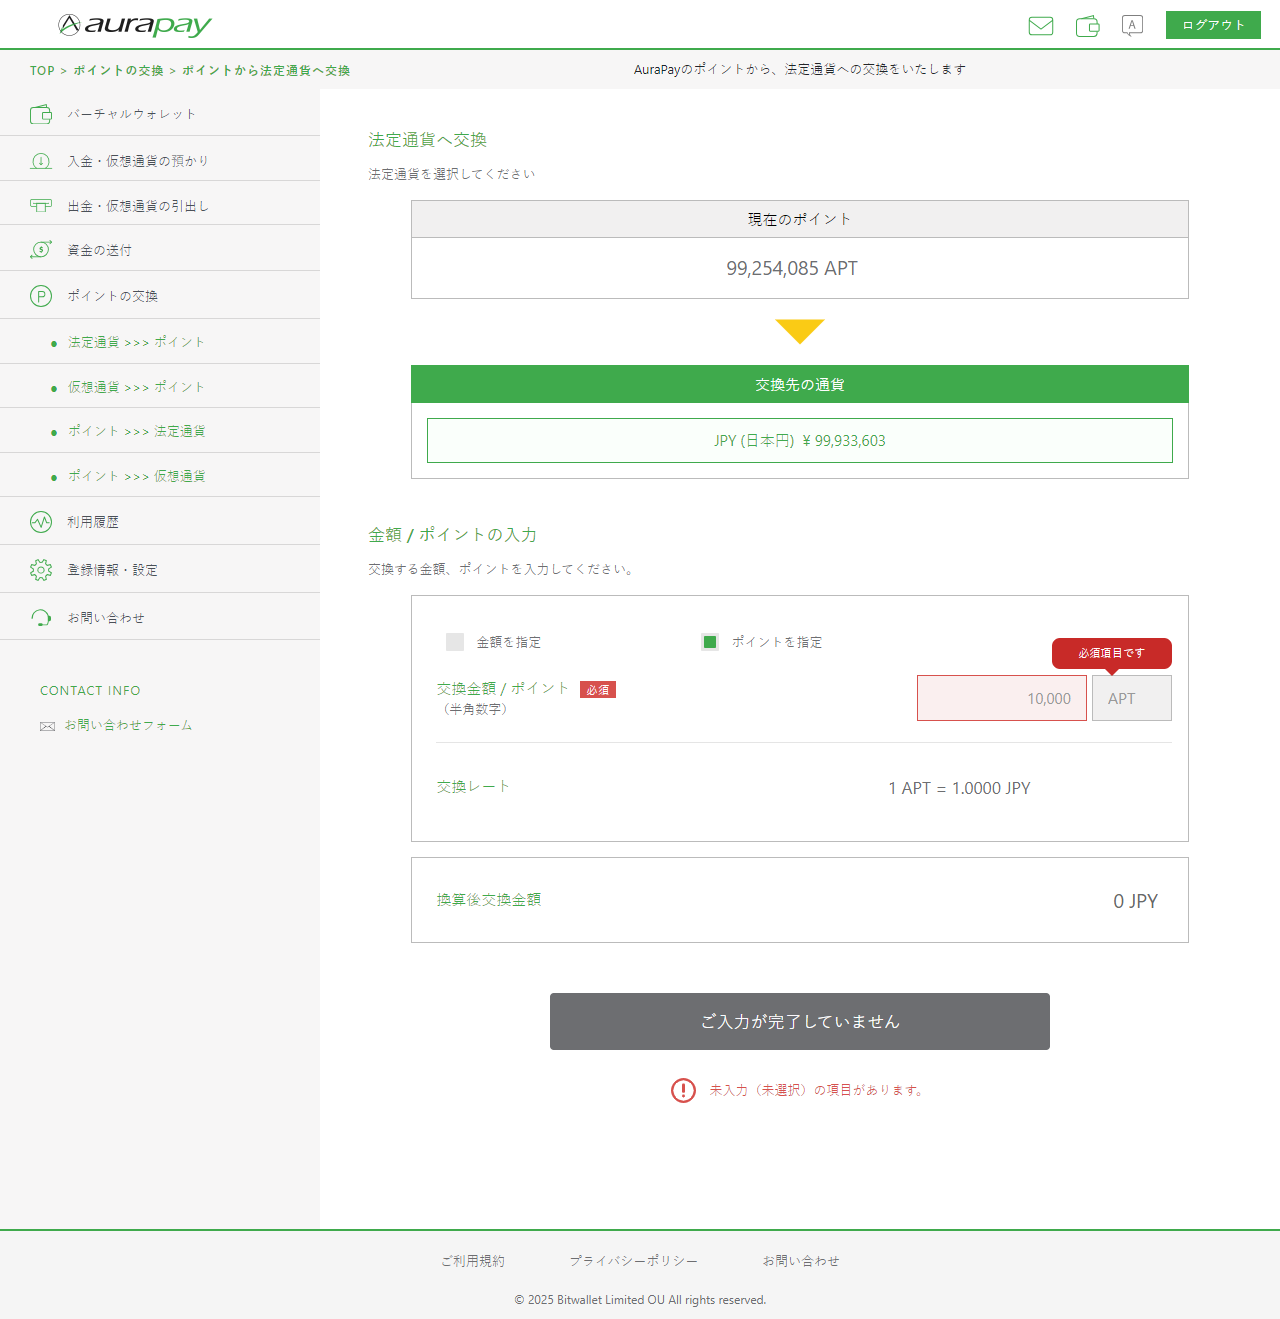 aurapay
ログアウト
TOP > ポイントの交換 > ポイントから法定通貨へ交換
AuraPayのポイントから、法定通貨への交換をいたします
バーチャルウォレット
入金・仮想通貨の預かり
出金・仮想通貨の引出し
資金の送付
ポイントの交換
法定通貨 >>> ポイント
仮想通貨 >>> ポイント
ポイント >>> 法定通貨
ポイント >>> 仮想通貨
利用履歴
登録情報・設定
お問い合わせ
CONTACT INFO
お問い合わせフォーム
法定通貨へ交換
法定通貨を選択してください
現在のポイント
99,254,085 APT
交換先の通貨
JPY (日本円) ¥ 99,933,603
金額 / ポイントの入力
交換する金額、ポイントを入力してください。
金額を指定
ポイントを指定
必須項目です
交換金額 / ポイント 必須
（半角数字）
10,000
APT
交換レート
1 APT = 1.0000 JPY
換算後交換金額
0 JPY
ご入力が完了していません
未入力（未選択）の項目があります。
ご利用規約
プライバシーポリシー
お問い合わせ
© 2025 Bitwallet Limited OU All rights reserved.